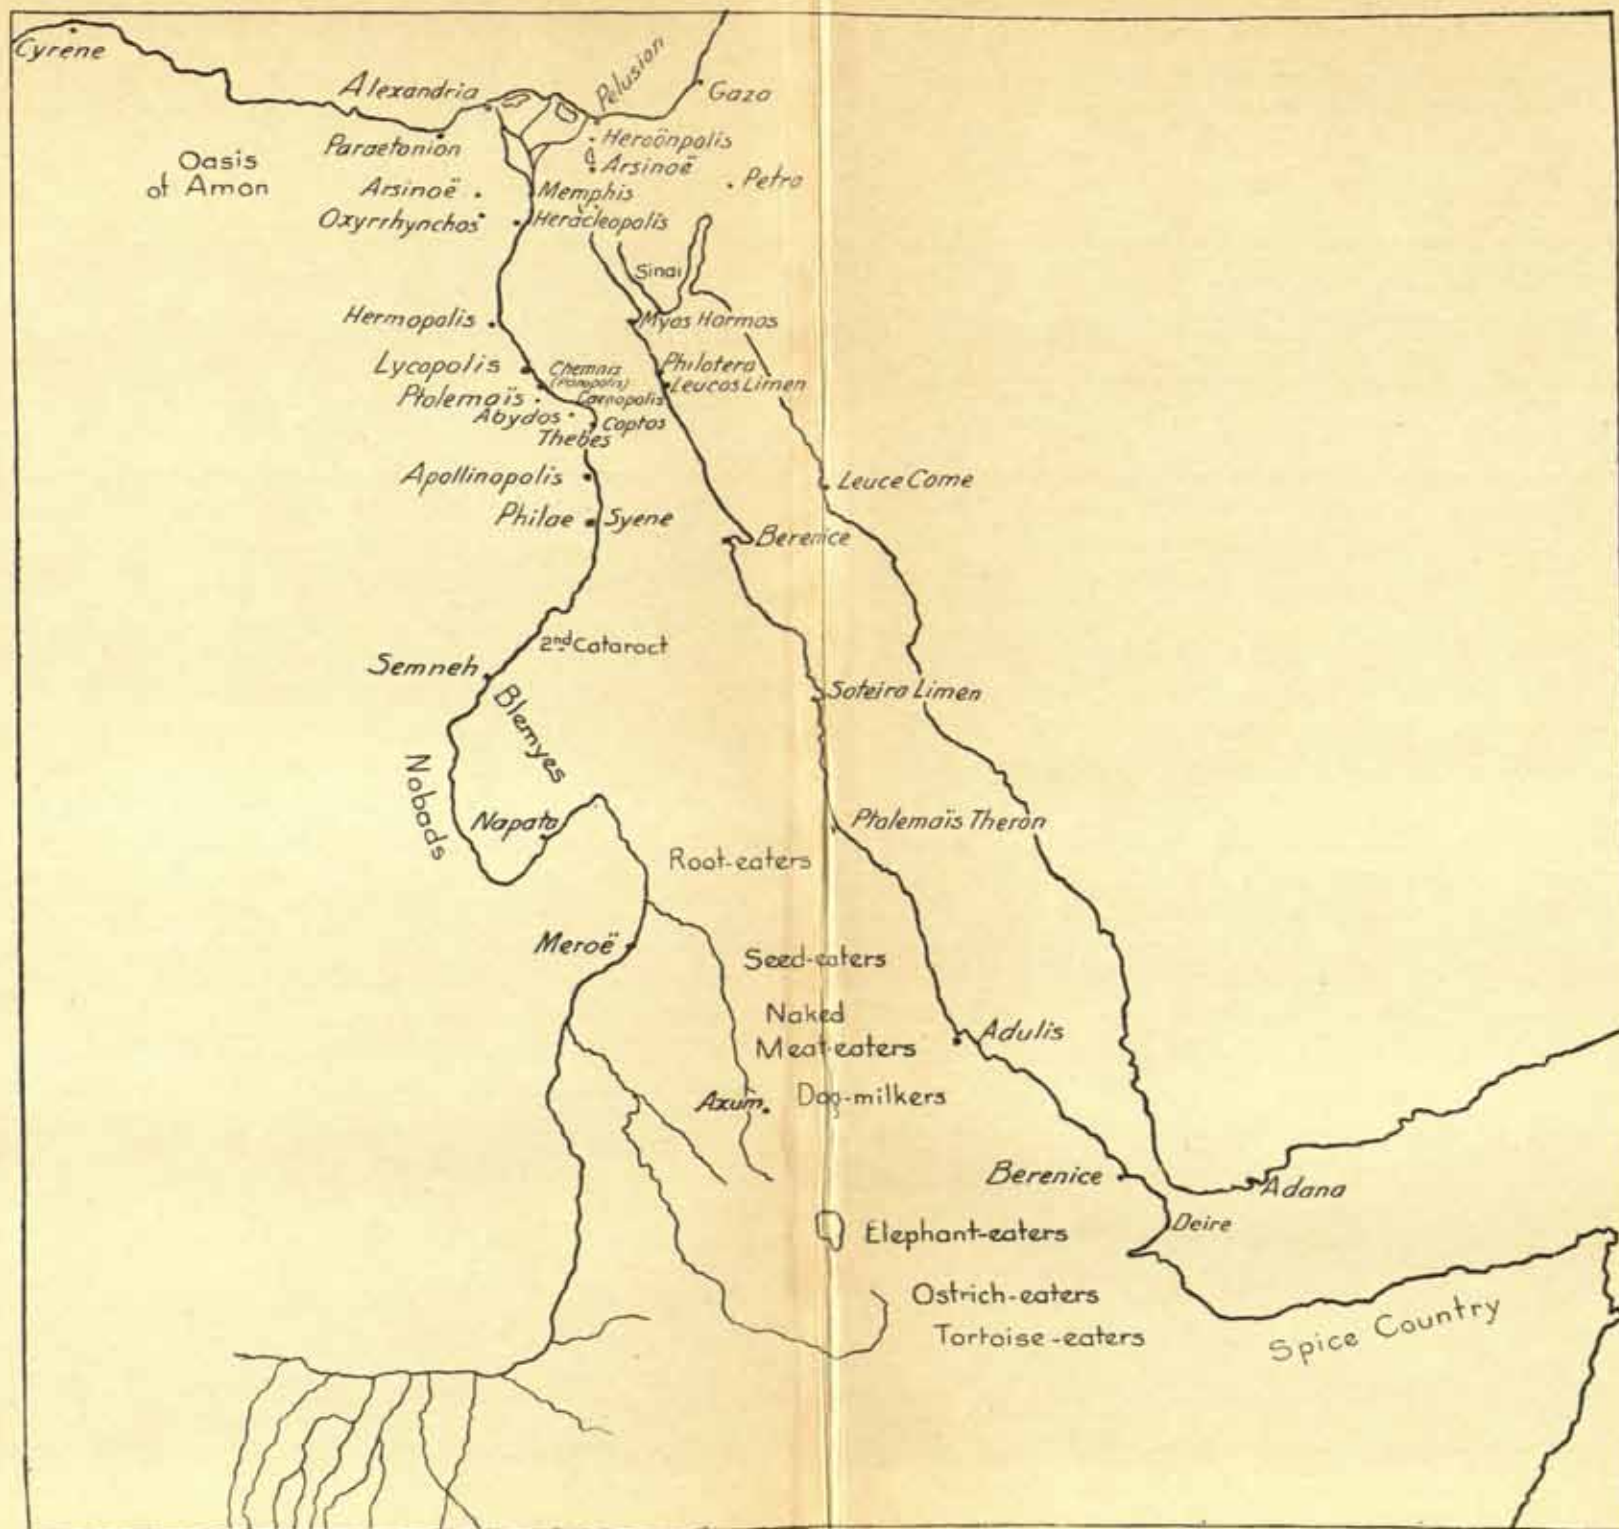 Cyrene
Alexandria
Pelusion
Gaza
Paraetonion
Heroönpolis
Arsinoë
Petra
Oasis
of Amon
Arsinoë
Memphis
Oxyrrhynchos
Heracleopolis
Sinai
Hermopolis
Myos Hormos
Lycopolis
Chemnis
(Panopolis)
Philotera
Leucos Limen
Ptolemaïs
Caenopolis
Abydos
Coptos
Thebes
Apollinopolis
Leuce Come
Philae
Syene
Berenice
2nd Cataract
Semneh
Soteira Limen
Blemyes
Nobads
Napata
Ptolemaïs Theron
Root-eaters
Meroë
Seed-eaters
Naked
Meat-eaters
Adulis
Axum
Dog-milkers
Berenice
Adana
Deire
Elephant-eaters
Ostrich-eaters
Tortoise-eaters
Spice Country